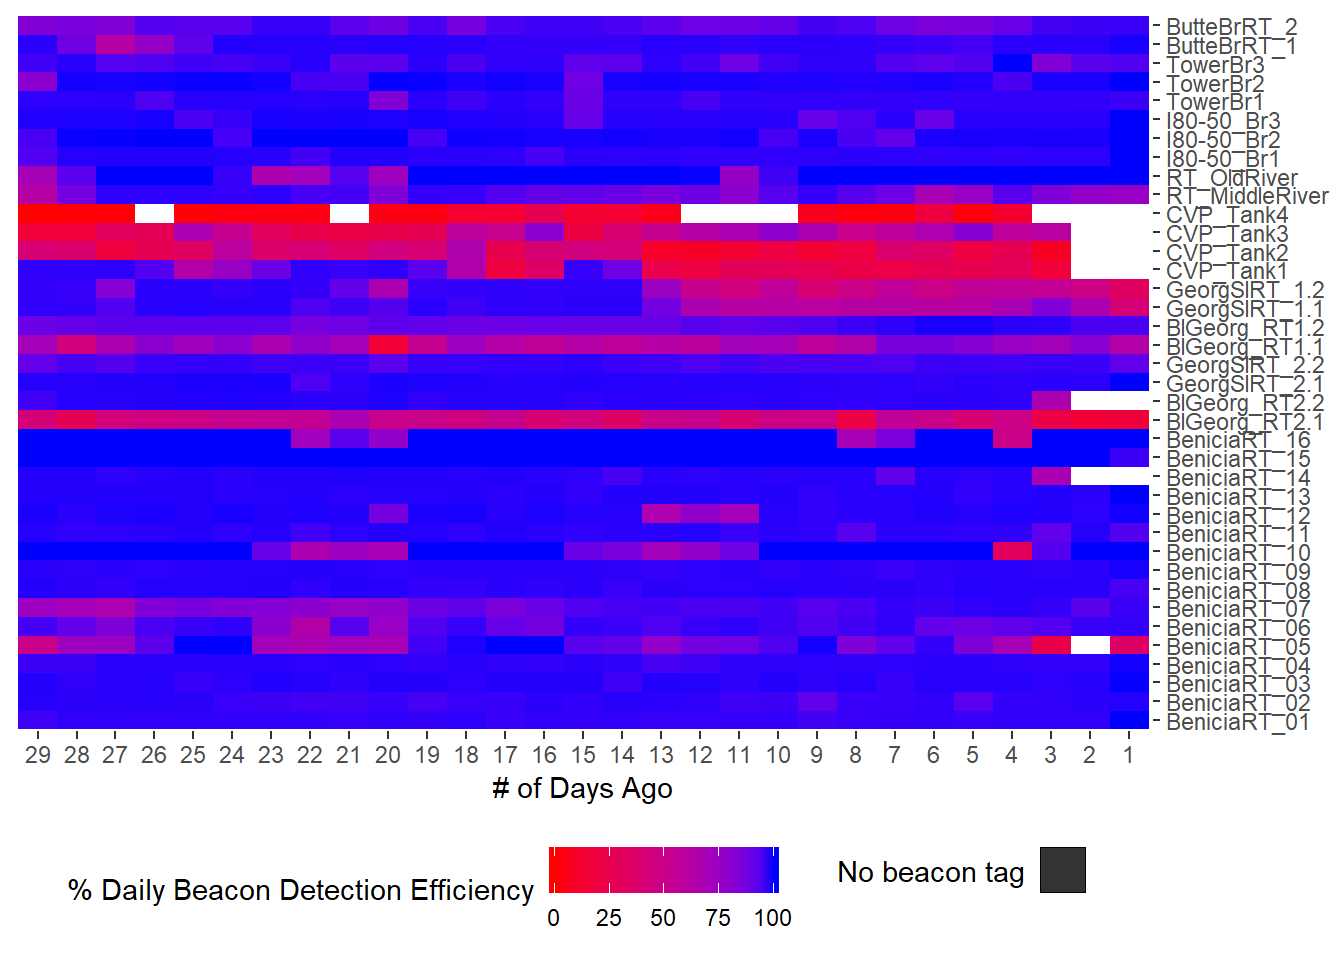 ButteBrRT_2
ButteBrRT_1
TowerBr3
TowerBr2
TowerBr1
I80-50_Br3
I80-50_Br2
I80-50_Br1
RT_OldRiver
RT_MiddleRiver
CVP_Tank4
CVP_Tank3
CVP_Tank2
CVP_Tank1
GeorgSlRT_1.2
GeorgSlRT_1.1
BlGeorg_RT1.2
BlGeorg_RT1.1
GeorgSlRT_2.2
GeorgSlRT_2.1
BlGeorg_RT2.2
BlGeorg_RT2.1
BeniciaRT_16
BeniciaRT_15
BeniciaRT_14
BeniciaRT_13
BeniciaRT_12
BeniciaRT_11
BeniciaRT_10
BeniciaRT_09
BeniciaRT_08
BeniciaRT_07
BeniciaRT_06
BeniciaRT_05
BeniciaRT_04
BeniciaRT_03
BeniciaRT_02
BeniciaRT_01
29 28 27 26 25 24 23 22 21 20 19 18 17 16 15 14 13 12 11 10 9 8 7 6 5 4 3 2 1
# of Days Ago
% Daily Beacon Detection Efficiency
0 25 50 75 100
No beacon tag